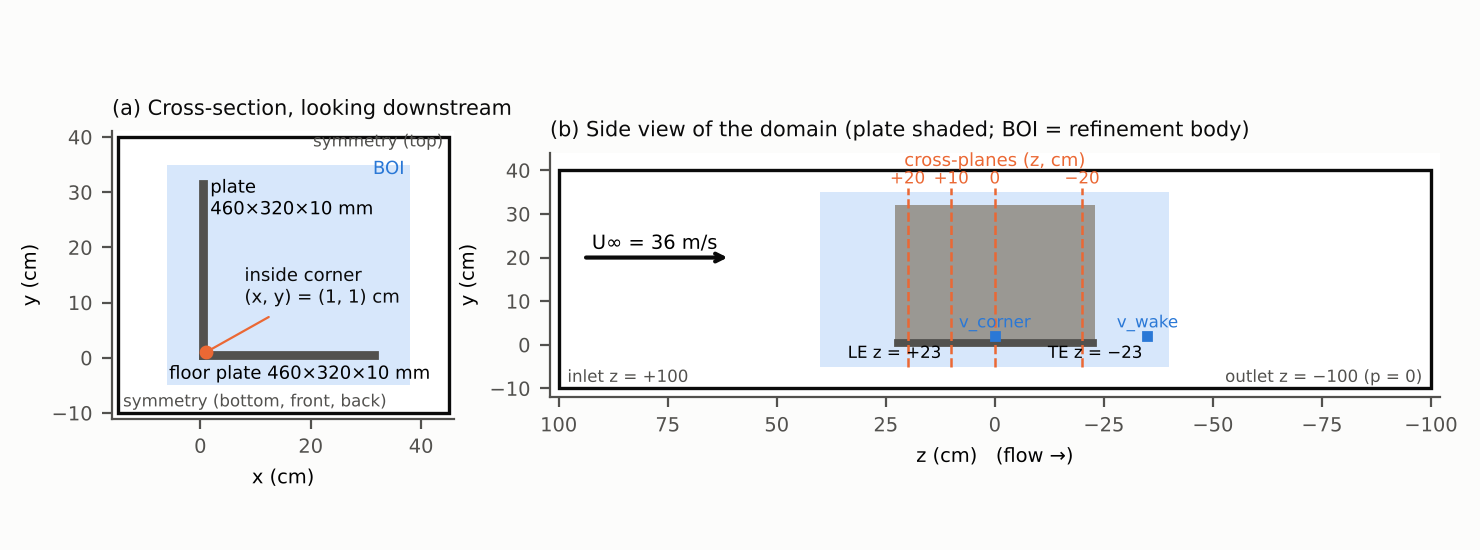 (a) Cross-section, looking downstream
symmetry (top)
BOI
plate
460×320×10 mm
inside corner
(x, y) = (1, 1) cm
floor plate 460×320×10 mm
symmetry (bottom, front, back)
40
30
20
10
0
−10
y (cm)
0
20
40
x (cm)
(b) Side view of the domain (plate shaded; BOI = refinement body)
cross-planes (z, cm)
+20
+10
0
−20
U∞ = 36 m/s
v_corner
v_wake
LE z = +23
TE z = −23
inlet z = +100
outlet z = −100 (p = 0)
40
30
20
10
0
−10
y (cm)
100
75
50
25
0
−25
−50
−75
−100
z (cm) (flow →)